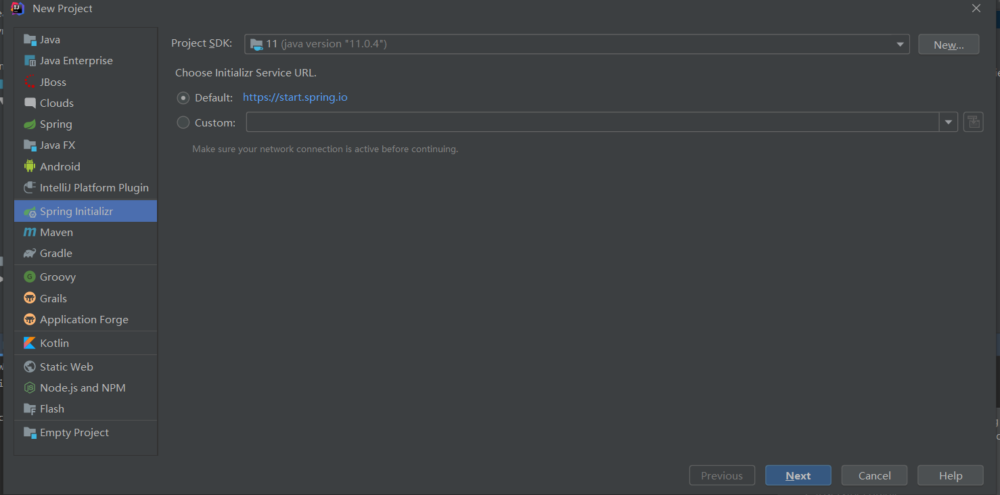 New Project
Java
Java Enterprise
JBoss
Clouds
Spring
Java FX
Android
IntelliJ Platform Plugin
Spring Initializr
Maven
Gradle
Groovy
Grails
Application Forge
Kotlin
Static Web
Node.js and NPM
Flash
Empty Project
Project SDK: 11 (java version "11.0.4") New...
Choose Initializr Service URL.
Default: https://start.spring.io
Custom:
Make sure your network connection is active before continuing.
Previous Next Cancel Help